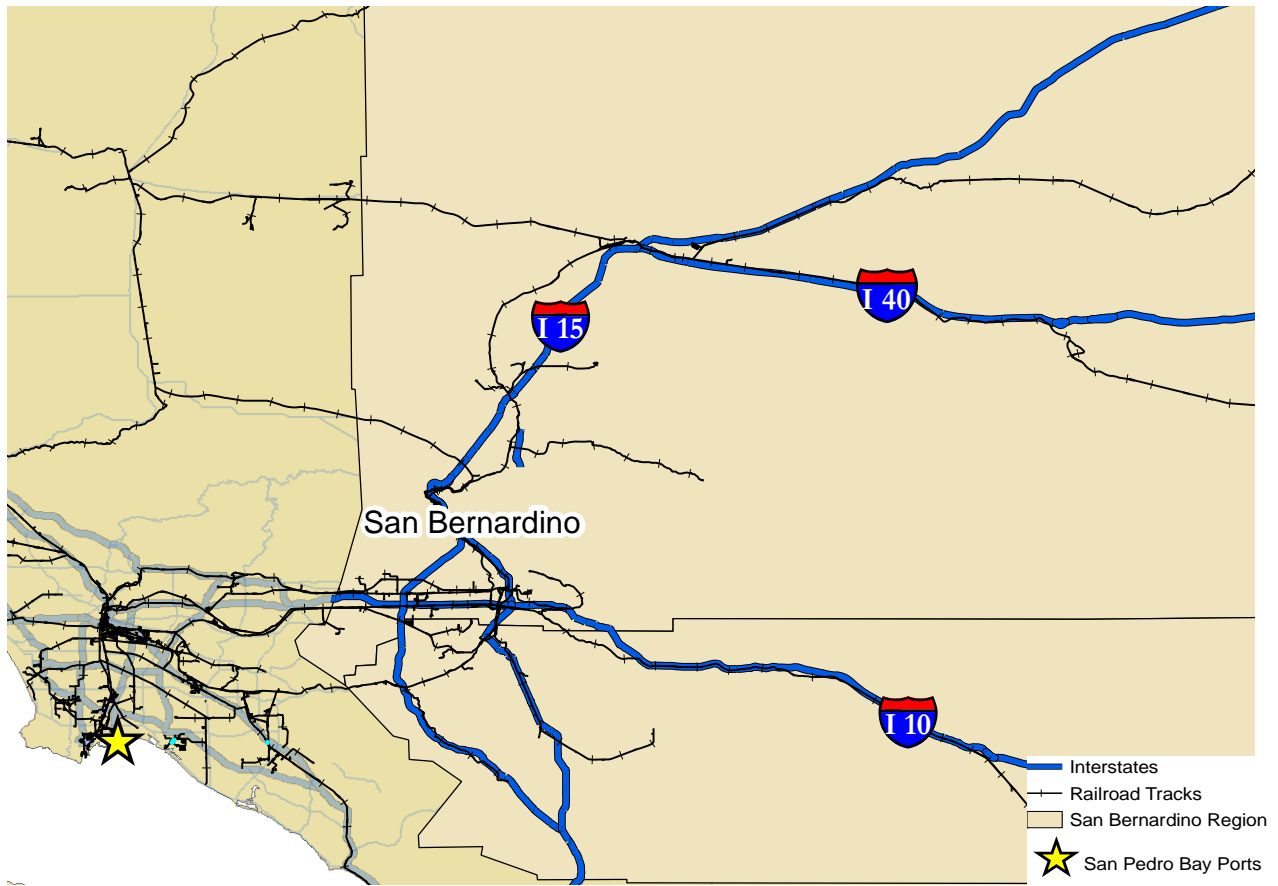 I 40
I 15
San Bernardino
I 10
Interstates
Railroad Tracks
San Bernardino Region
San Pedro Bay Ports